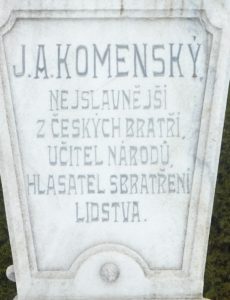 J.A.KOMENSKÝ,
NEJSLAVNĚJŠÍ
Z ČESKÝCH BRATŘÍ,
UČITEL NÁRODŮ,
HLASATEL SBRATŘENÍ
LIDSTVA.